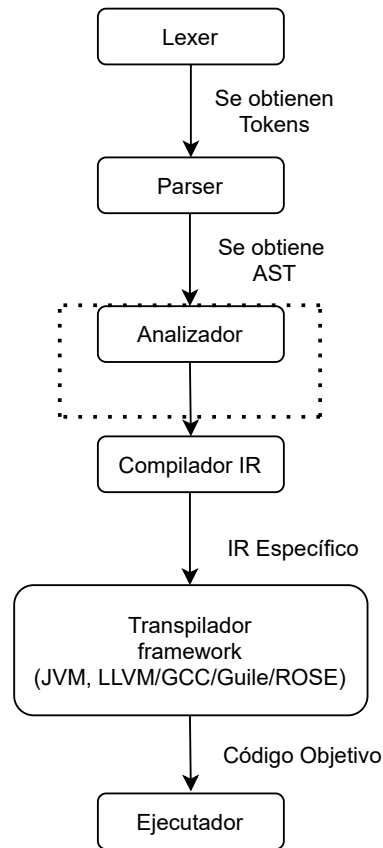 Lexer
Se obtienen
Tokens
Parser
Se obtiene
AST
Analizador
Compilador IR
IR Específico
Transpilador
framework
(JVM, LLVM/GCC/Guile/ROSE)
Código Objetivo
Ejecutador